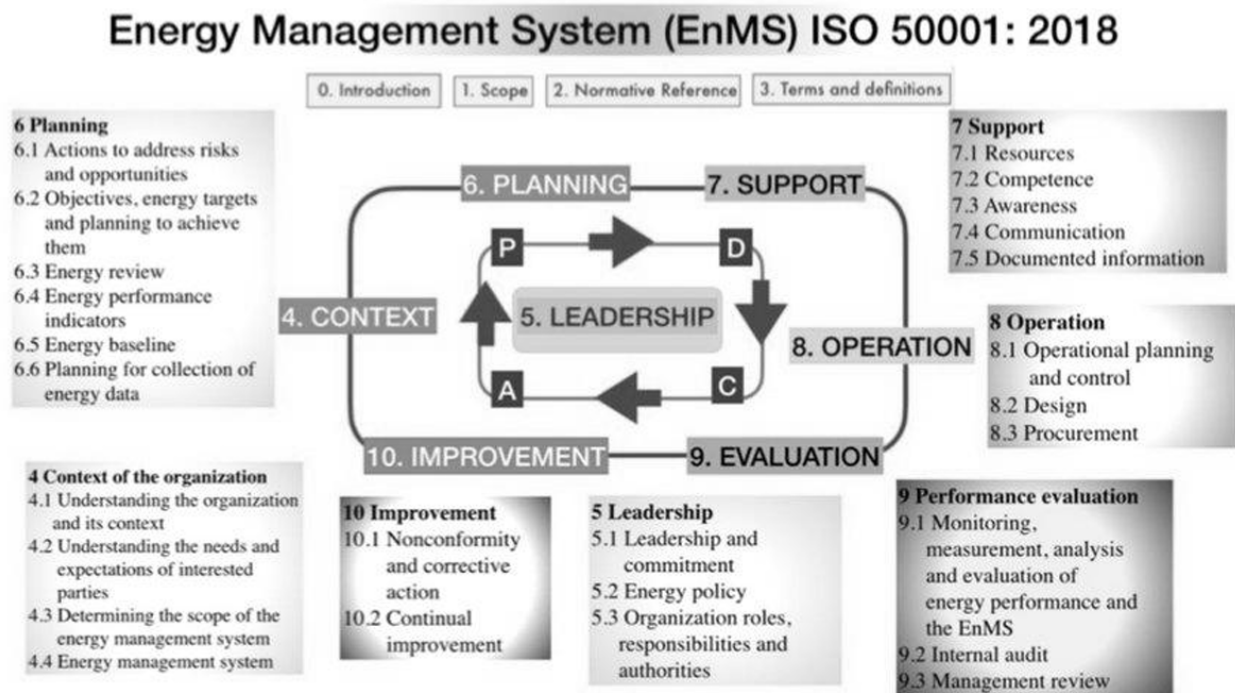 Energy Management System (EnMS) ISO 50001: 2018
0. Introduction
1. Scope
2. Normative Reference
3. Terms and definitions
6 Planning
6.1 Actions to address risks
and opportunities
6.2 Objectives, energy targets
and planning to achieve
them
6.3 Energy review
6.4 Energy performance
indicators
6.5 Energy baseline
6.6 Planning for collection of
energy data
7 Support
7.1 Resources
7.2 Competence
7.3 Awareness
7.4 Communication
7.5 Documented information
6. PLANNING
7. SUPPORT
P
D
4. CONTEXT
5. LEADERSHIP
8. OPERATION
A
C
10. IMPROVEMENT
9. EVALUATION
8 Operation
8.1 Operational planning
and control
8.2 Design
8.3 Procurement
4 Context of the organization
4.1 Understanding the organization
and its context
4.2 Understanding the needs and
expectations of interested
parties
4.3 Determining the scope of the
energy management system
4.4 Energy management system
10 Improvement
10.1 Nonconformity
and corrective
action
10.2 Continual
improvement
5 Leadership
5.1 Leadership and
commitment
5.2 Energy policy
5.3 Organization roles,
responsibilities and
authorities
9 Performance evaluation
9.1 Monitoring,
measurement, analysis
and evaluation of
energy performance and
the EnMS
9.2 Internal audit
9.3 Management review